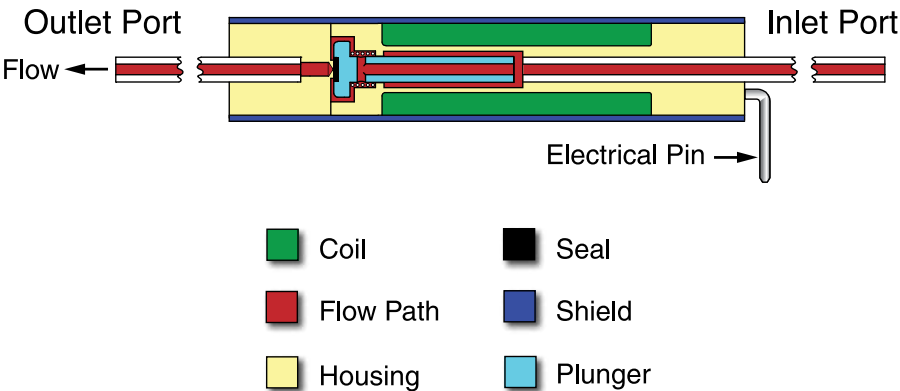 Outlet Port
Inlet Port
Flow
Electrical Pin
Coil
Seal
Flow Path
Shield
Housing
Plunger